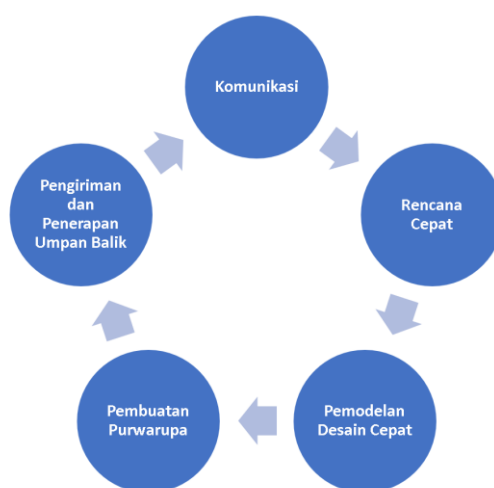 Komunikasi
Rencana
Cepat
Pemodelan
Desain Cepat
Pembuatan
Purwarupa
Pengiriman
dan
Penerapan
Umpan Balik